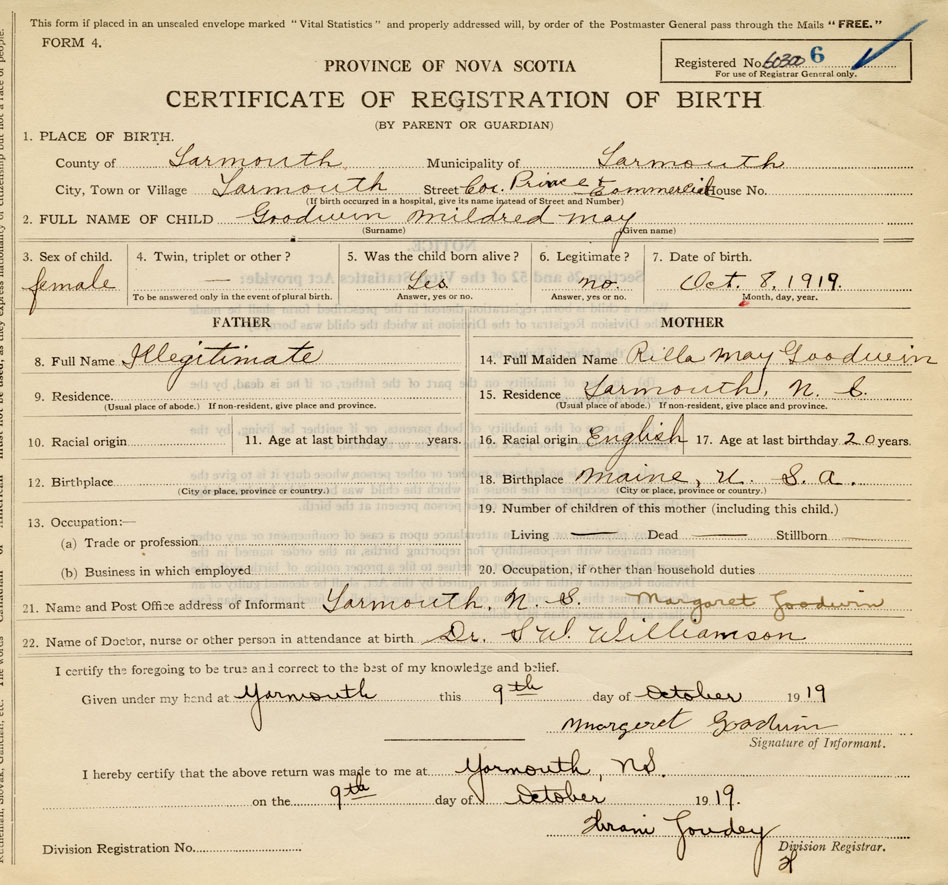 This form if placed in an unsealed envelope marked "Vital Statistics" and properly addressed will, by order of the Postmaster General pass through the Mails "FREE."
FORM 4.
Registered No. 6
For use of Registrar General only.
PROVINCE OF NOVA SCOTIA
CERTIFICATE OF REGISTRATION OF BIRTH
(BY PARENT OR GUARDIAN)
1. PLACE OF BIRTH.
County of Yarmouth Municipality of Yarmouth
City, Town or Village Yarmouth Street Cor. Prince & Commercial House No.
(If birth occurred in a hospital, give its name instead of Street and Number)
2. FULL NAME OF CHILD Goodwin Mildred May
(Surname) (Given name)
3. Sex of child. 4. Twin, triplet or other? 5. Was the child born alive? 6. Legitimate? 7. Date of birth.
female — Yes. no. Oct. 8, 1919.
To be answered only in the event of plural birth. Answer, yes or no. Answer, yes or no. Month, day, year.
FATHER
8. Full Name Illegitimate
9. Residence
(Usual place of abode.) If non-resident, give place and province.
10. Racial origin 11. Age at last birthday years.
12. Birthplace
(City or place, province or country.)
13. Occupation:—
(a) Trade or profession
(b) Business in which employed
MOTHER
14. Full Maiden Name Rilla May Goodwin
15. Residence Yarmouth, N. S.
(Usual place of abode.) If non-resident, give place and province.
16. Racial origin English 17. Age at last birthday 20 years.
18. Birthplace Maine, U. S. A.
(City or place, province or country.)
19. Number of children of this mother (including this child.)
Living — Dead — Stillborn —
20. Occupation, if other than household duties
21. Name and Post Office address of Informant Yarmouth, N. S. Margaret Goodwin
22. Name of Doctor, nurse or other person in attendance at birth Dr. S W. Williamson
I certify the foregoing to be true and correct to the best of my knowledge and belief.
Given under my hand at Yarmouth this 9th day of October 1919
Margaret Goodwin
Signature of Informant.
I hereby certify that the above return was made to me at Yarmouth, NS.
on the 9th day of October 1919.
Division Registration No. Division Registrar.